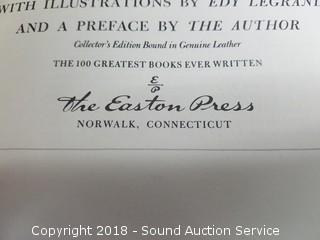 WITH ILLUSTRATIONS BY EDY LEGRAND
AND A PREFACE BY THE AUTHOR
Collector's Edition Bound in Genuine Leather
THE 100 GREATEST BOOKS EVER WRITTEN
E
P
the Easton Press
NORWALK, CONNECTICUT
Copyright 2018 - Sound Auction Service